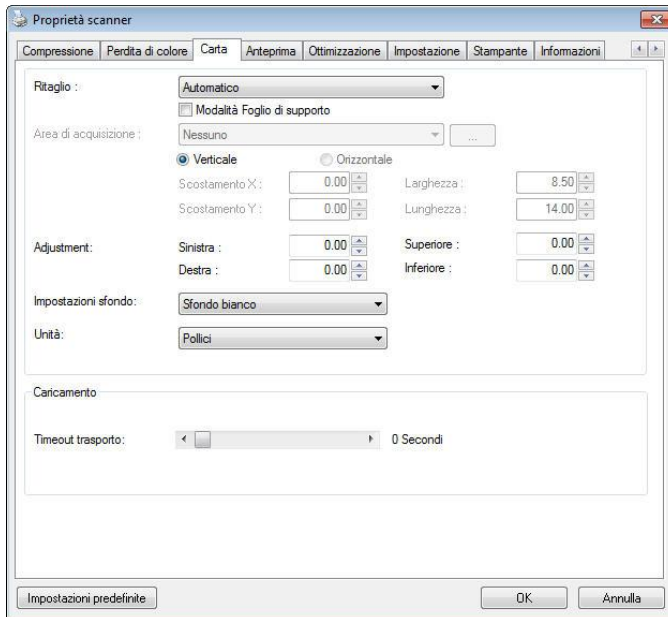 Proprietà scanner
Compressione Perdita di colore Carta Anteprima Ottimizzazione Impostazione Stampante Informazioni
Ritaglio : Automatico
Modalità Foglio di supporto
Area di acquisizione : Nessuno ...
Verticale Orizzontale
Scostamento X : 0.00 Larghezza : 8.50
Scostamento Y : 0.00 Lunghezza : 14.00
Adjustment: Sinistra : 0.00 Superiore : 0.00
Destra : 0.00 Inferiore : 0.00
Impostazioni sfondo: Sfondo bianco
Unità: Pollici
Caricamento
Timeout trasporto: 0 Secondi
Impostazioni predefinite OK Annulla